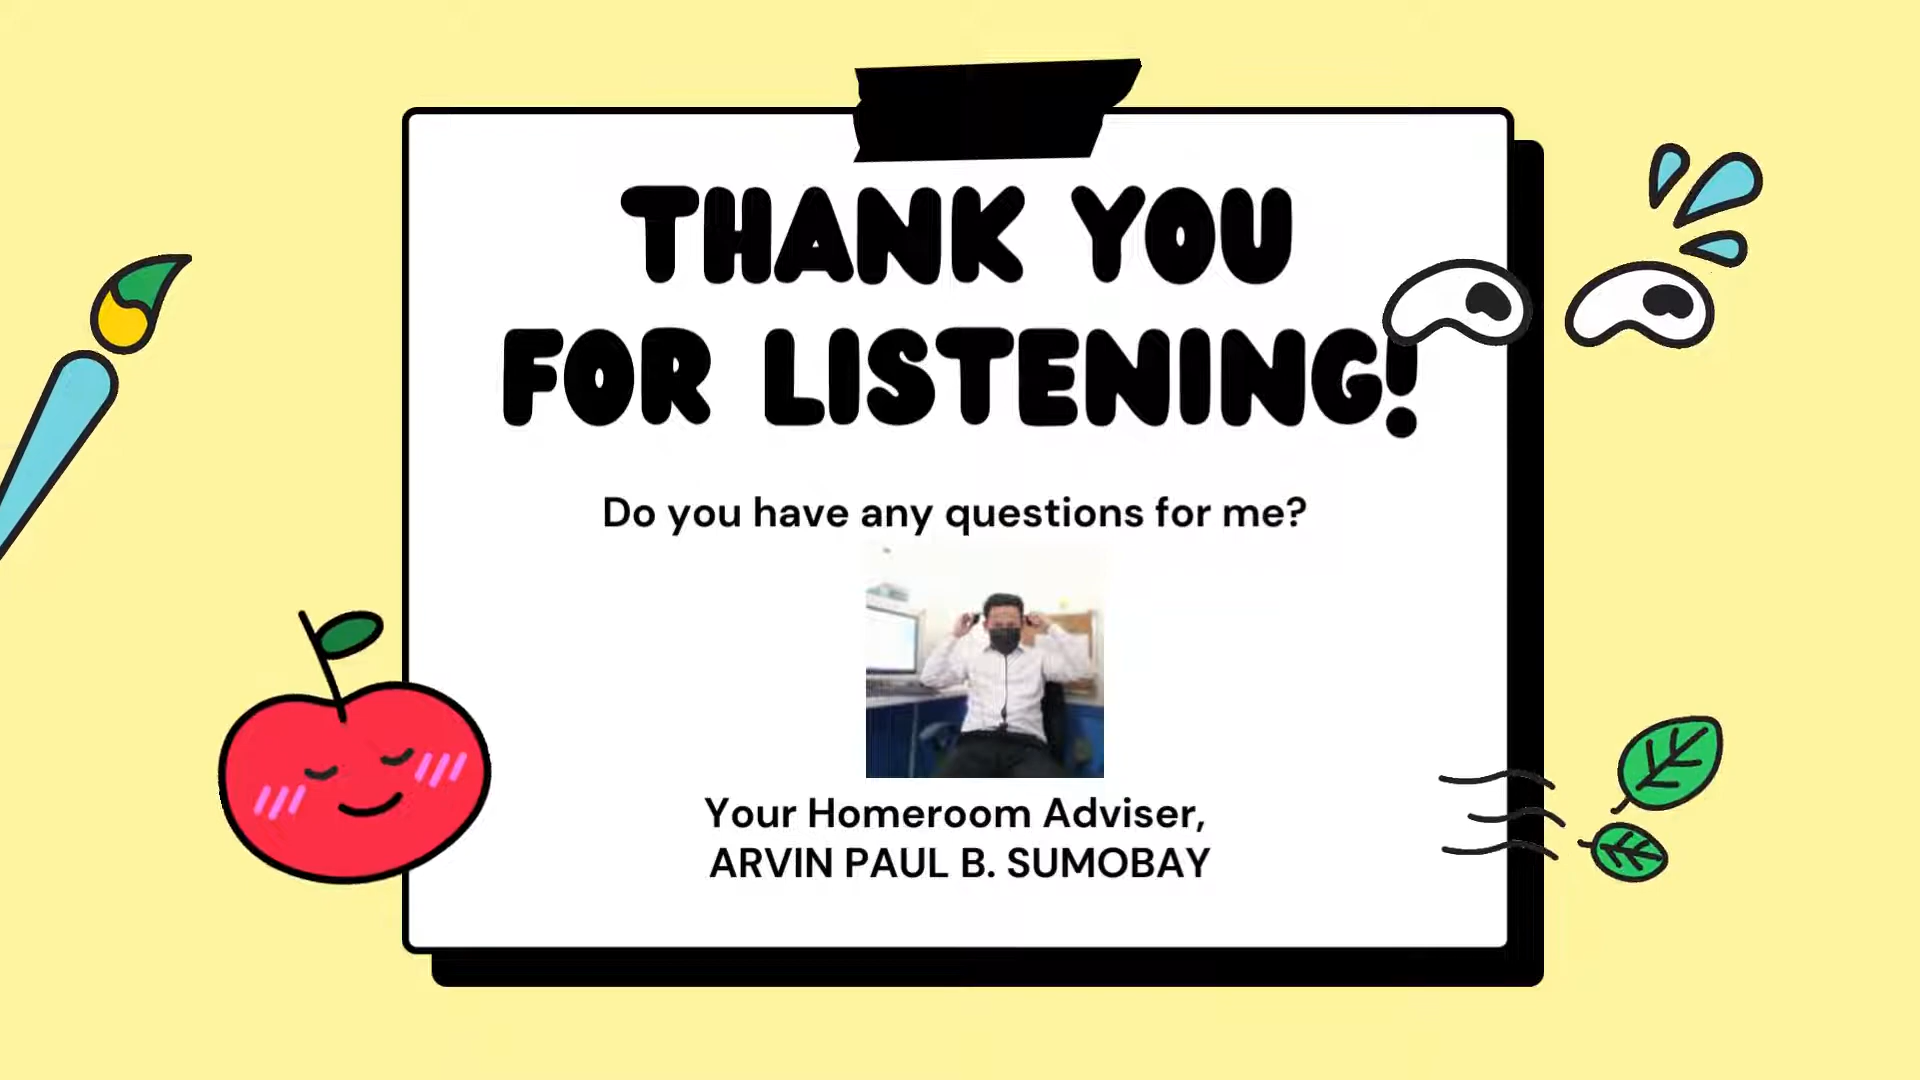 THANK YOU
FOR LISTENING!
Do you have any questions for me?
Your Homeroom Adviser,
ARVIN PAUL B. SUMOBAY